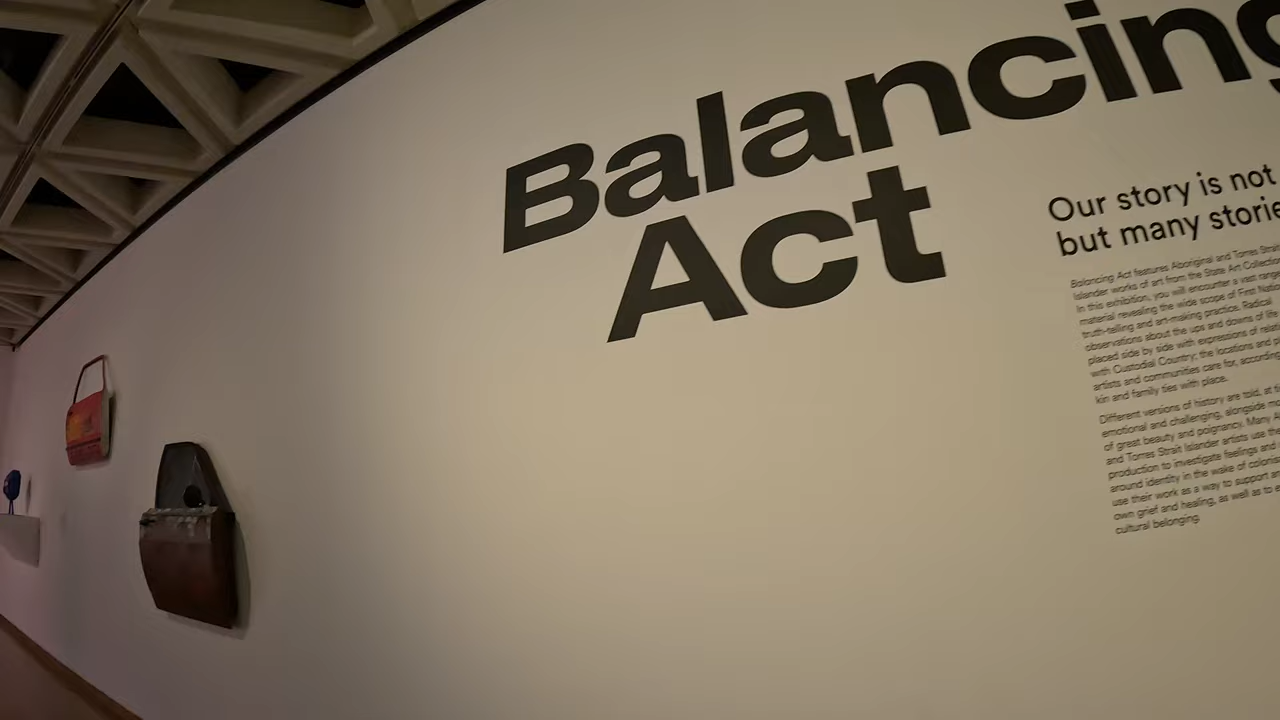 Balancing
Act
Our story is not
but many storie
Balancing Act features Aboriginal and Torres Strait
Islander works of art from the State Art Collection
In this exhibition, you will encounter a vast range
material revealing the wide scope of First Natio
truth-telling and art-making practice. Radical
observations about the ups and downs of life
placed side by side with expressions of relat
with Custodial Country; the locations and p
artists and communities care for, according
kin and family ties with place.
Different versions of history are told, at ti
emotional and challenging, alongside mo
of great beauty and poignancy. Many A
and Torres Strait Islander artists use the
production to investigate feelings and
around identity in the wake of colonis
use their work as a way to support an
own grief and healing, as well as to e
cultural belonging.